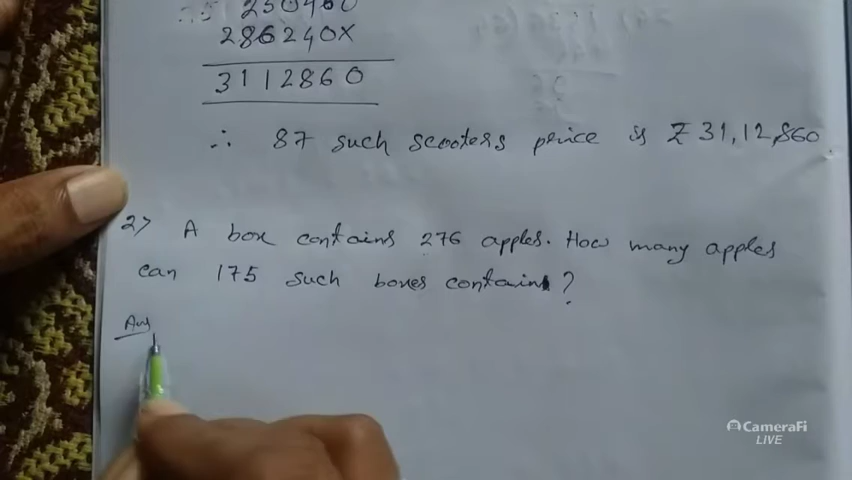 286240X
3112860
∴ 87 such scooters price is ₹ 31,12,860.
2) A box contains 276 apples. How many apples
can 175 such boxes contain?
Ans
CameraFi
LIVE